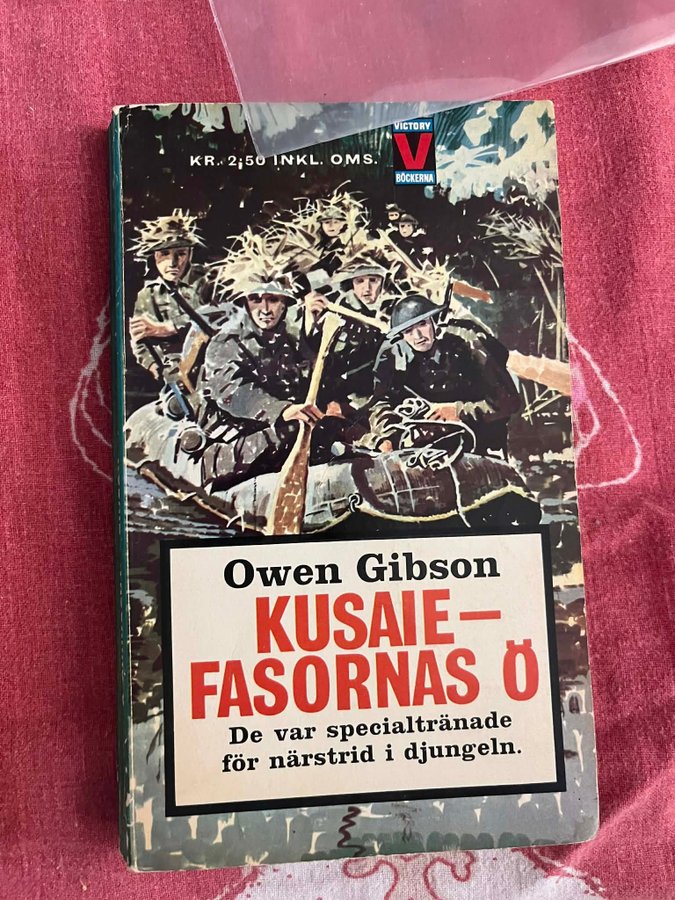 KR. 2:50 INKL. OMS.
VICTORY
V
BÖCKERNA
Owen Gibson
KUSAIE—
FASORNAS Ö
De var specialtränade
för närstrid i djungeln.